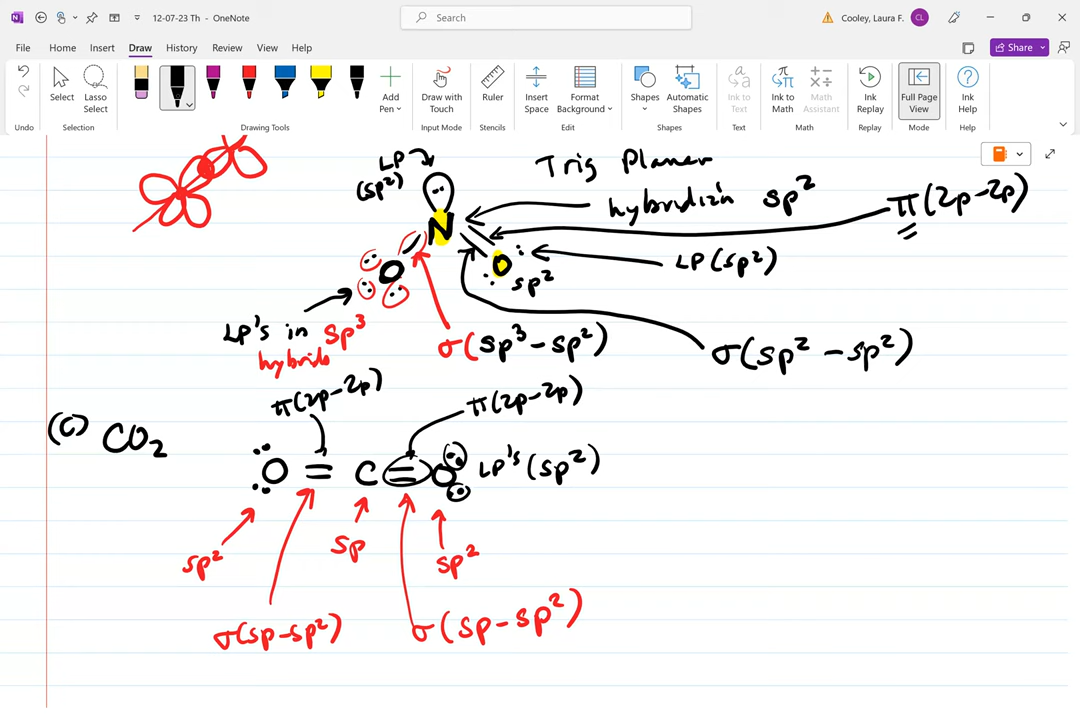 12-07-23 Th - OneNote
Search
Cooley, Laura F.
CL
File Home Insert Draw History Review View Help
Share
Undo
Select
Lasso Select
Add Pen
Draw with Touch
Ruler
Insert Space
Format Background
Shapes
Automatic Shapes
Ink to Text
Ink to Math
Math Assistant
Ink Replay
Full Page View
Ink Help
Undo
Selection
Drawing Tools
Input Mode
Stencils
Edit
Shapes
Text
Math
Replay
Mode
Help
LP
(sp²)
Trig Planer
hybridiz'n sp²
π(2p-2p)
N
O
O
sp²
LP(sp²)
LP's in sp³
hybrids
σ(sp³-sp²)
σ(sp²-sp²)
π(2p-2p)
π(2p-2p)
(c) CO₂
O = C = O LP's (sp²)
sp²
sp
sp²
σ(sp-sp²)
σ(sp-sp²)